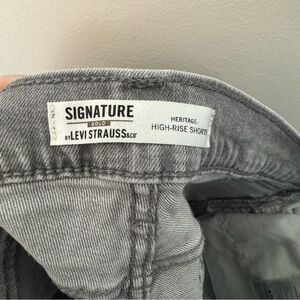 SIGNATURE
GOLD
BY LEVI STRAUSS & CO
HERITAGE
HIGH-RISE SHORTS